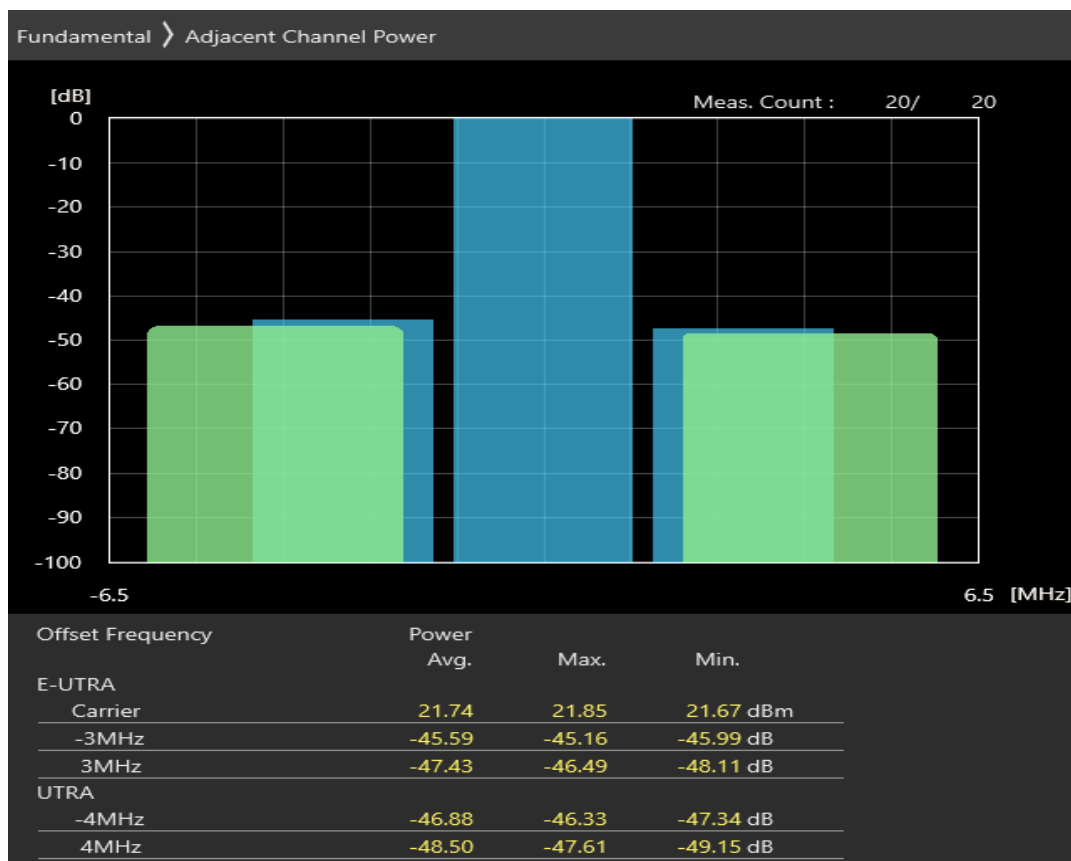 Fundamental 〉 Adjacent Channel Power
[dB]
Meas. Count : 20/ 20
0
-10
-20
-30
-40
-50
-60
-70
-80
-90
-100
-6.5 6.5 [MHz]
Offset Frequency Power
Avg. Max. Min.
E-UTRA
Carrier 21.74 21.85 21.67 dBm
-3MHz -45.59 -45.16 -45.99 dB
3MHz -47.43 -46.49 -48.11 dB
UTRA
-4MHz -46.88 -46.33 -47.34 dB
4MHz -48.50 -47.61 -49.15 dB